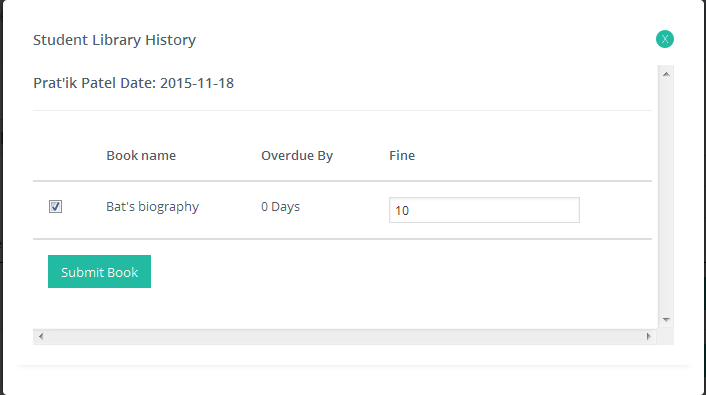 Student Library History X
Prat'ik Patel Date: 2015-11-18
Book name Overdue By Fine
Bat's biography 0 Days 10
Submit Book